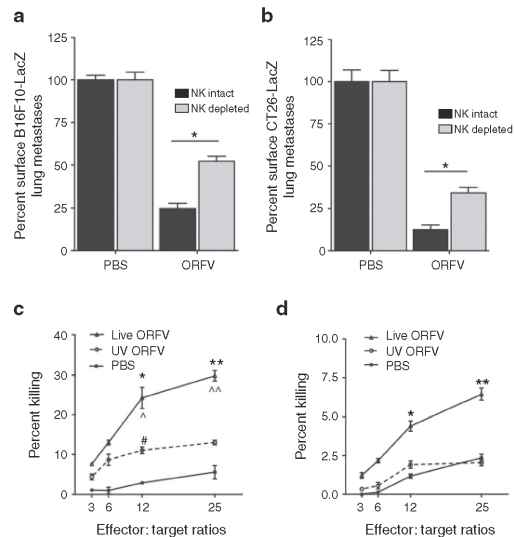 a
Percent surface B16F10-LacZ
lung metastases
125
100
75
50
25
0
NK intact
NK depleted
*
PBS
ORFV
b
Percent surface CT26-LacZ
lung metastases
125
100
75
50
25
0
NK intact
NK depleted
*
PBS
ORFV
c
Percent killing
40
30
20
10
0
Live ORFV
UV ORFV
PBS
*
^
#
**
^^
3
6
12
25
Effector: target ratios
d
Percent killing
10.0
7.5
5.0
2.5
0.0
Live ORFV
UV ORFV
PBS
*
**
3
6
12
25
Effector: target ratios